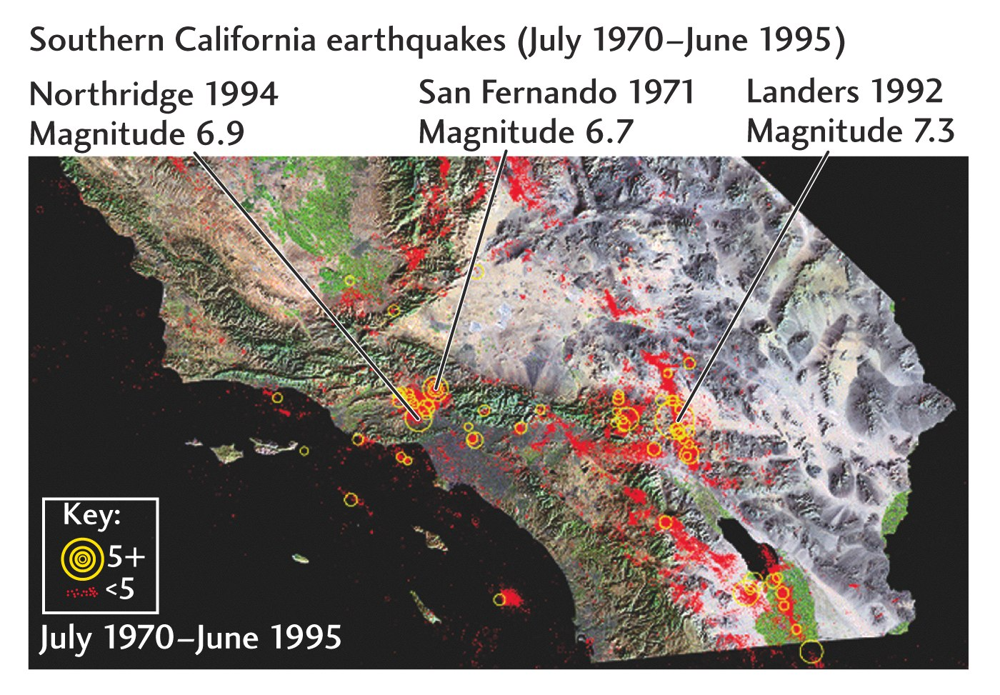 Southern California earthquakes (July 1970–June 1995)
Northridge 1994
Magnitude 6.9
San Fernando 1971
Magnitude 6.7
Landers 1992
Magnitude 7.3
Key:
5+
<5
July 1970–June 1995